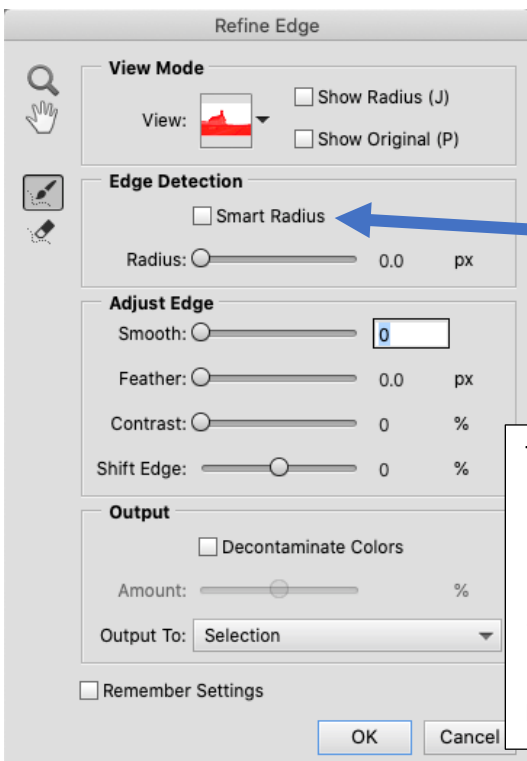 Refine Edge
View Mode
Show Radius (J)
View:
Show Original (P)
Edge Detection
Smart Radius
Radius: 0.0 px
Adjust Edge
Smooth: 0
Feather: 0.0 px
Contrast: 0 %
Shift Edge: 0 %
Output
Decontaminate Colors
Amount: %
Output To: Selection
Remember Settings
OK Cancel